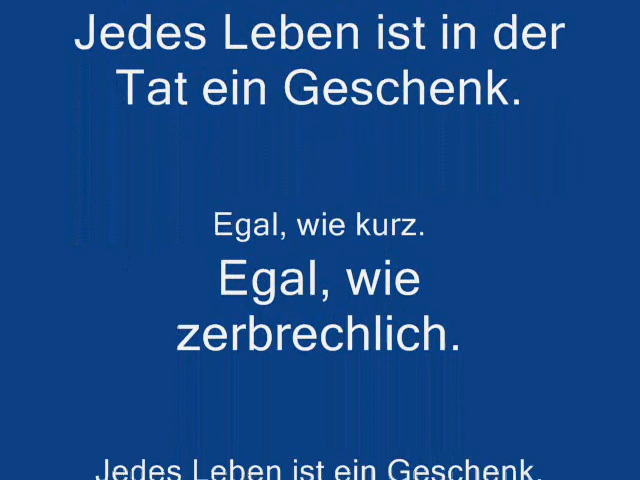 Jedes Leben ist in der
Tat ein Geschenk.
Egal, wie kurz.
Egal, wie
zerbrechlich.
Jedes Leben ist ein Geschenk.